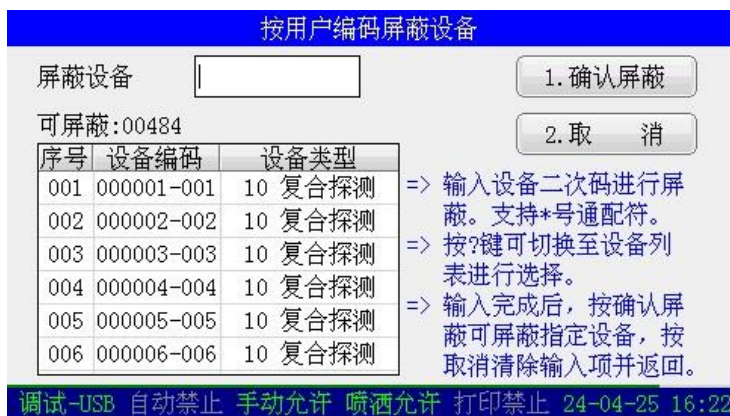 按用户编码屏蔽设备
屏蔽设备
1.确认屏蔽
可屏蔽:00484
2.取 消
序号 设备编码 设备类型
001 000001-001 10 复合探测
002 000002-002 10 复合探测
003 000003-003 10 复合探测
004 000004-004 10 复合探测
005 000005-005 10 复合探测
006 000006-006 10 复合探测
=> 输入设备二次码进行屏
蔽。支持*号通配符。
=> 按?键可切换至设备列
表进行选择。
=> 输入完成后，按确认屏
蔽可屏蔽指定设备，按
取消清除输入项并返回。
调试-USB 自动禁止 手动允许 喷洒允许 打印禁止 24-04-25 16:22